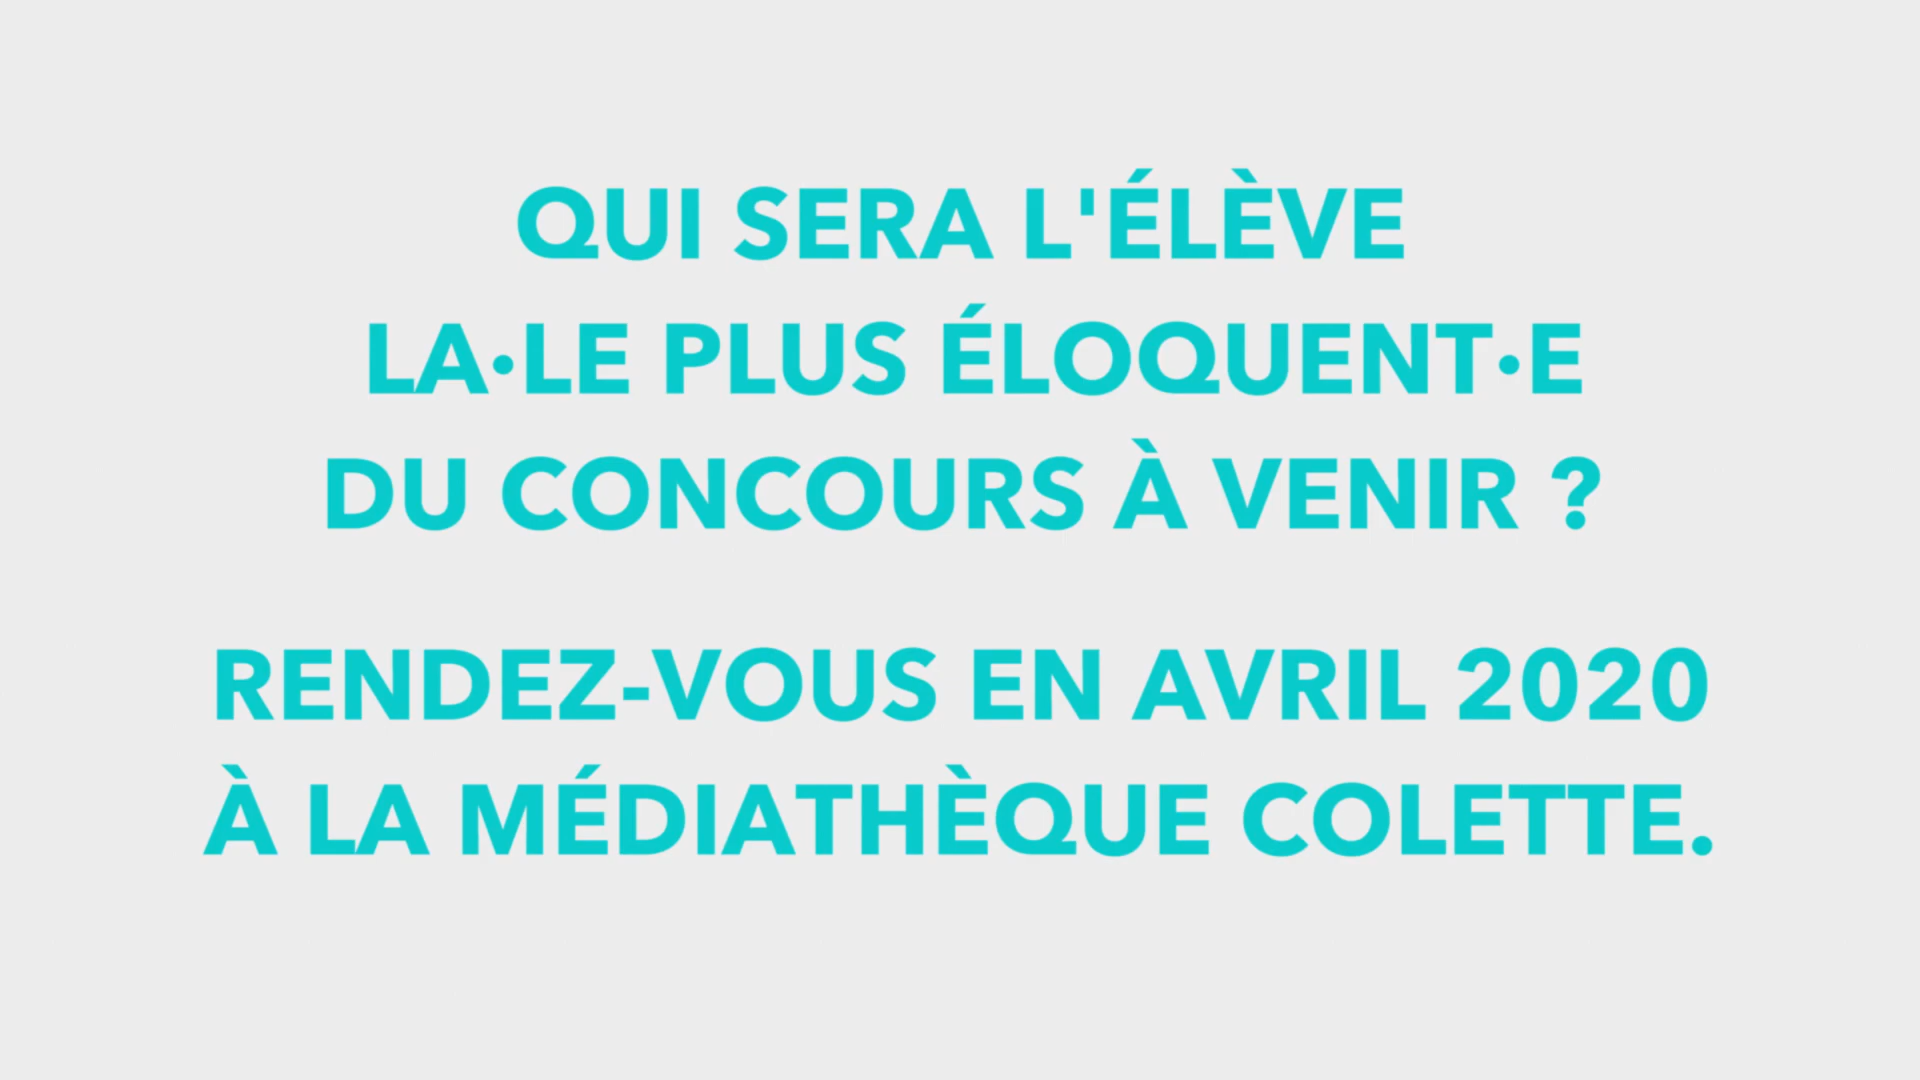 QUI SERA L'ÉLÈVE
LA·LE PLUS ÉLOQUENT·E
DU CONCOURS À VENIR ?
RENDEZ-VOUS EN AVRIL 2020
À LA MÉDIATHÈQUE COLETTE.